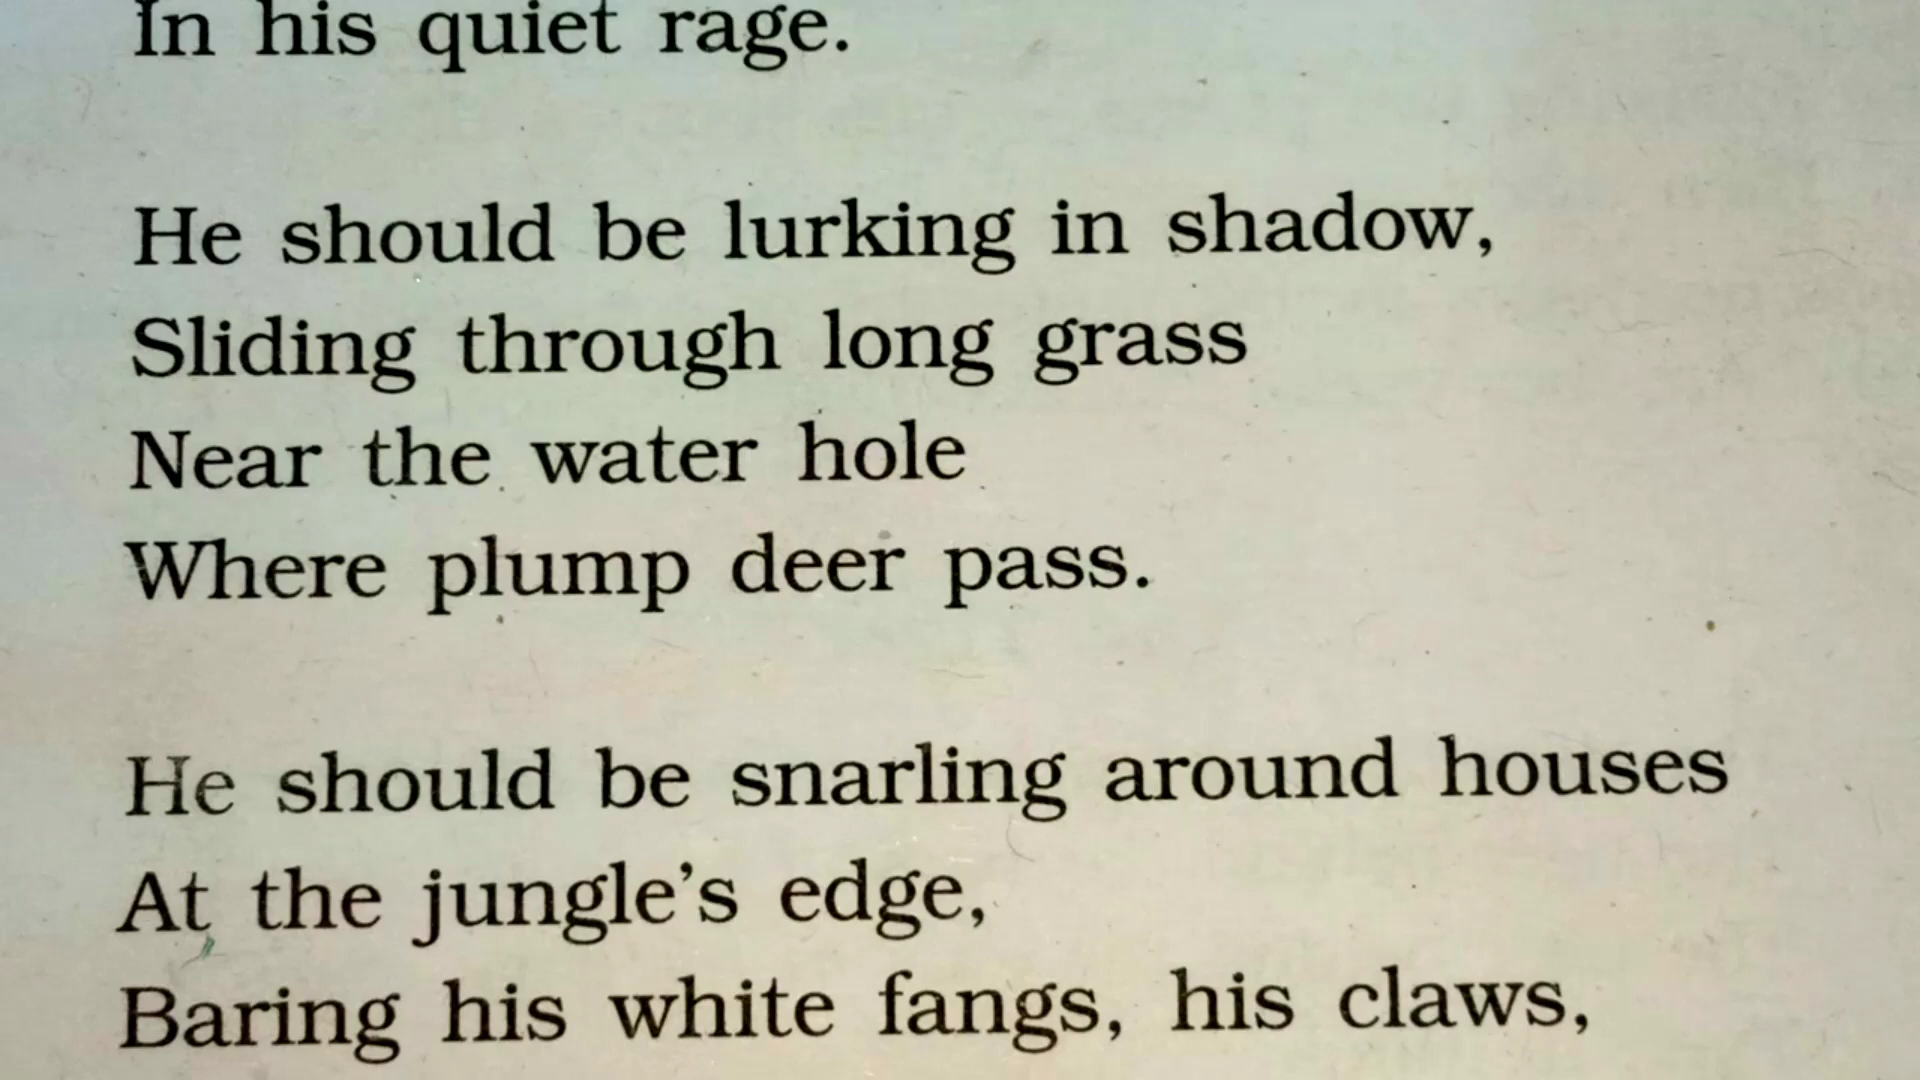 In his quiet rage.
He should be lurking in shadow,
Sliding through long grass
Near the water hole
Where plump deer pass.
He should be snarling around houses
At the jungle’s edge,
Baring his white fangs, his claws,